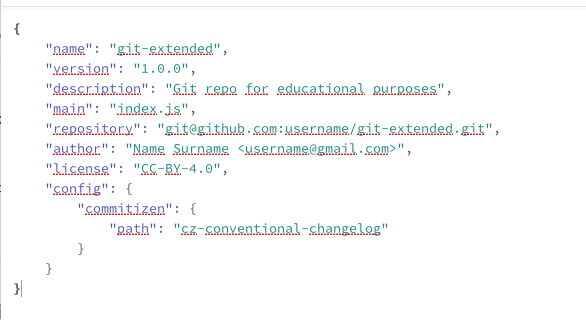 {
    "name": "git-extended",
    "version": "1.0.0",
    "description": "Git repo for educational purposes",
    "main": "index.js",
    "repository": "git@github.com:username/git-extended.git",
    "author": "Name Surname <username@gmail.com>",
    "license": "CC-BY-4.0",
    "config": {
        "commitizen": {
            "path": "cz-conventional-changelog"
        }
    }
}